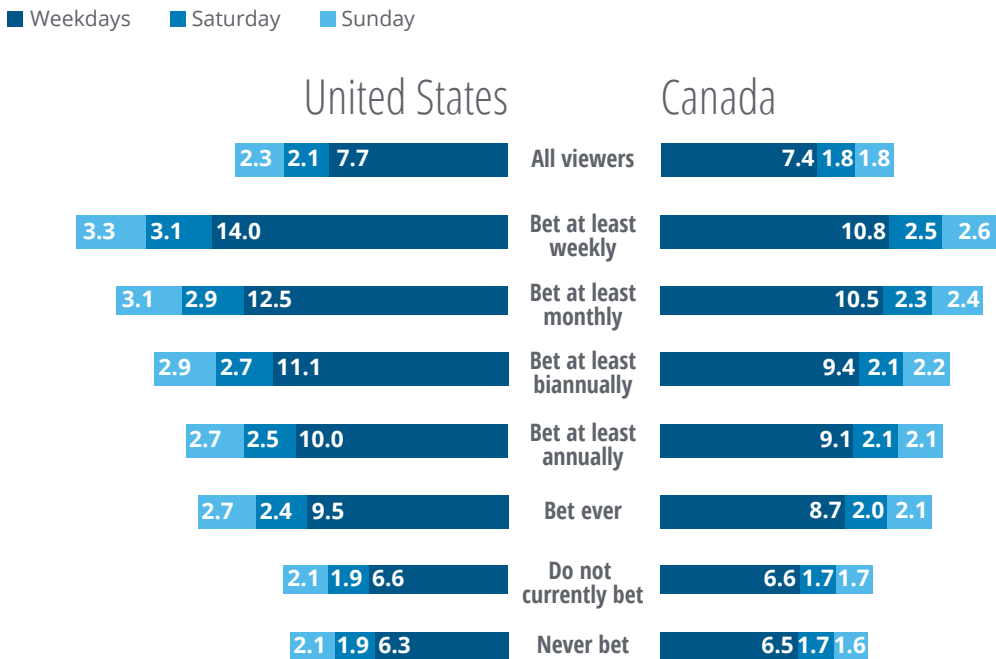 Weekdays Saturday Sunday
United States Canada
2.3 2.1 7.7 All viewers 7.4 1.8 1.8
3.3 3.1 14.0 Bet at least
weekly 10.8 2.5 2.6
3.1 2.9 12.5 Bet at least
monthly 10.5 2.3 2.4
2.9 2.7 11.1 Bet at least
biannually 9.4 2.1 2.2
2.7 2.5 10.0 Bet at least
annually 9.1 2.1 2.1
2.7 2.4 9.5 Bet ever 8.7 2.0 2.1
2.1 1.9 6.6 Do not
currently bet 6.6 1.7 1.7
2.1 1.9 6.3 Never bet 6.5 1.7 1.6